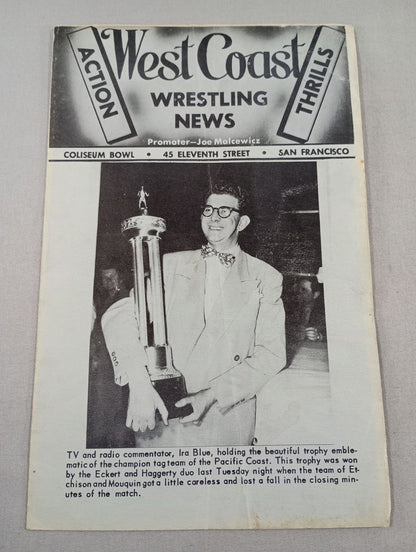 West Coast
ACTION
THRILLS
WRESTLING
NEWS
Promoter—Joe Malcewicz
COLISEUM BOWL • 45 ELEVENTH STREET • SAN FRANCISCO
TV and radio commentator, Ira Blue, holding the beautiful trophy emble-
matic of the champion tag team of the Pacific Coast. This trophy was won
by the Eckert and Haggerty duo last Tuesday night when the team of Et-
chison and Mouquin got a little careless and lost a fall in the closing min-
utes of the match.